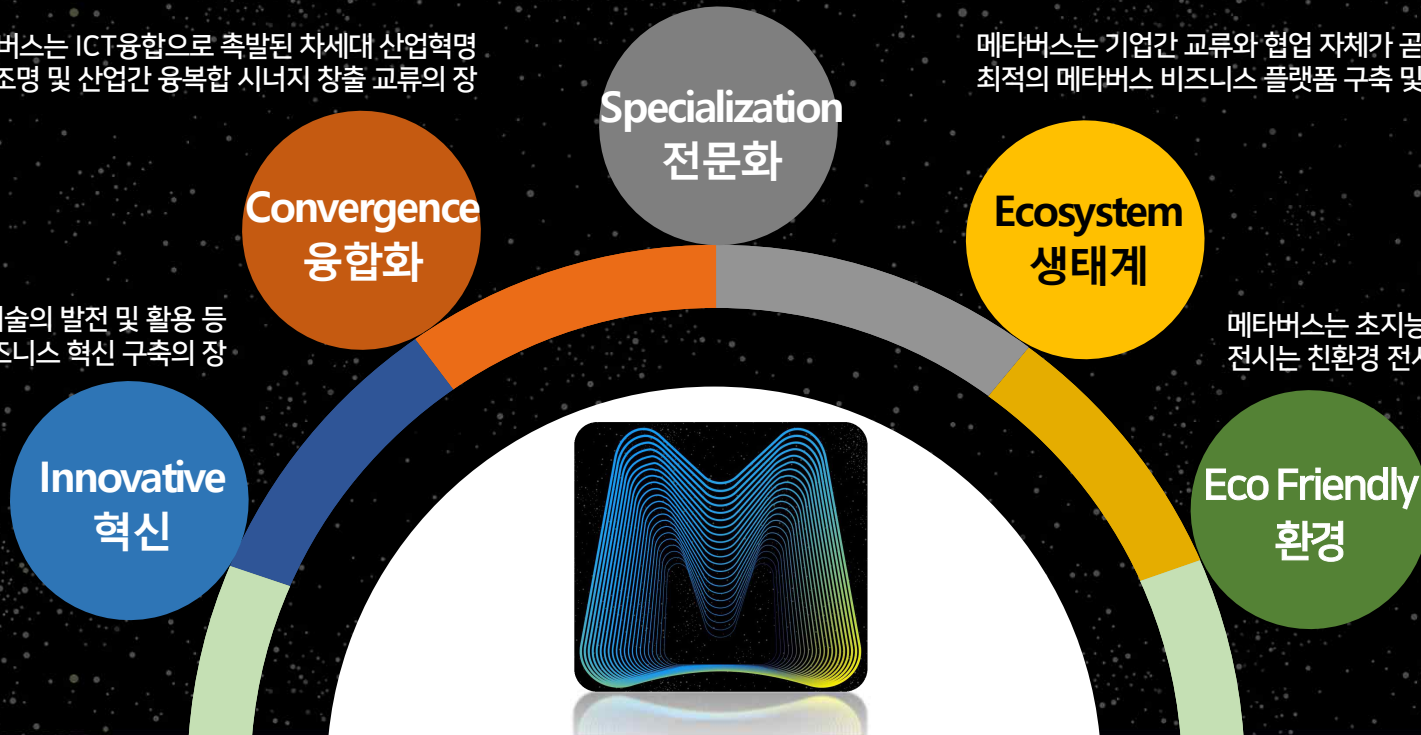 버스는 ICT융합으로 촉발된 차세대 산업혁명
조명 및 산업간 융복합 시너지 창출 교류의 장
Convergence
융합화
Specialization
전문화
메타버스는 기업간 교류와 협업 자체가 곧
최적의 메타버스 비즈니스 플랫폼 구축 및
Ecosystem
생태계
술의 발전 및 활용 등
즈니스 혁신 구축의 장
Innovative
혁신
메타버스는 초지능
전시는 친환경 전시
Eco Friendly
환경